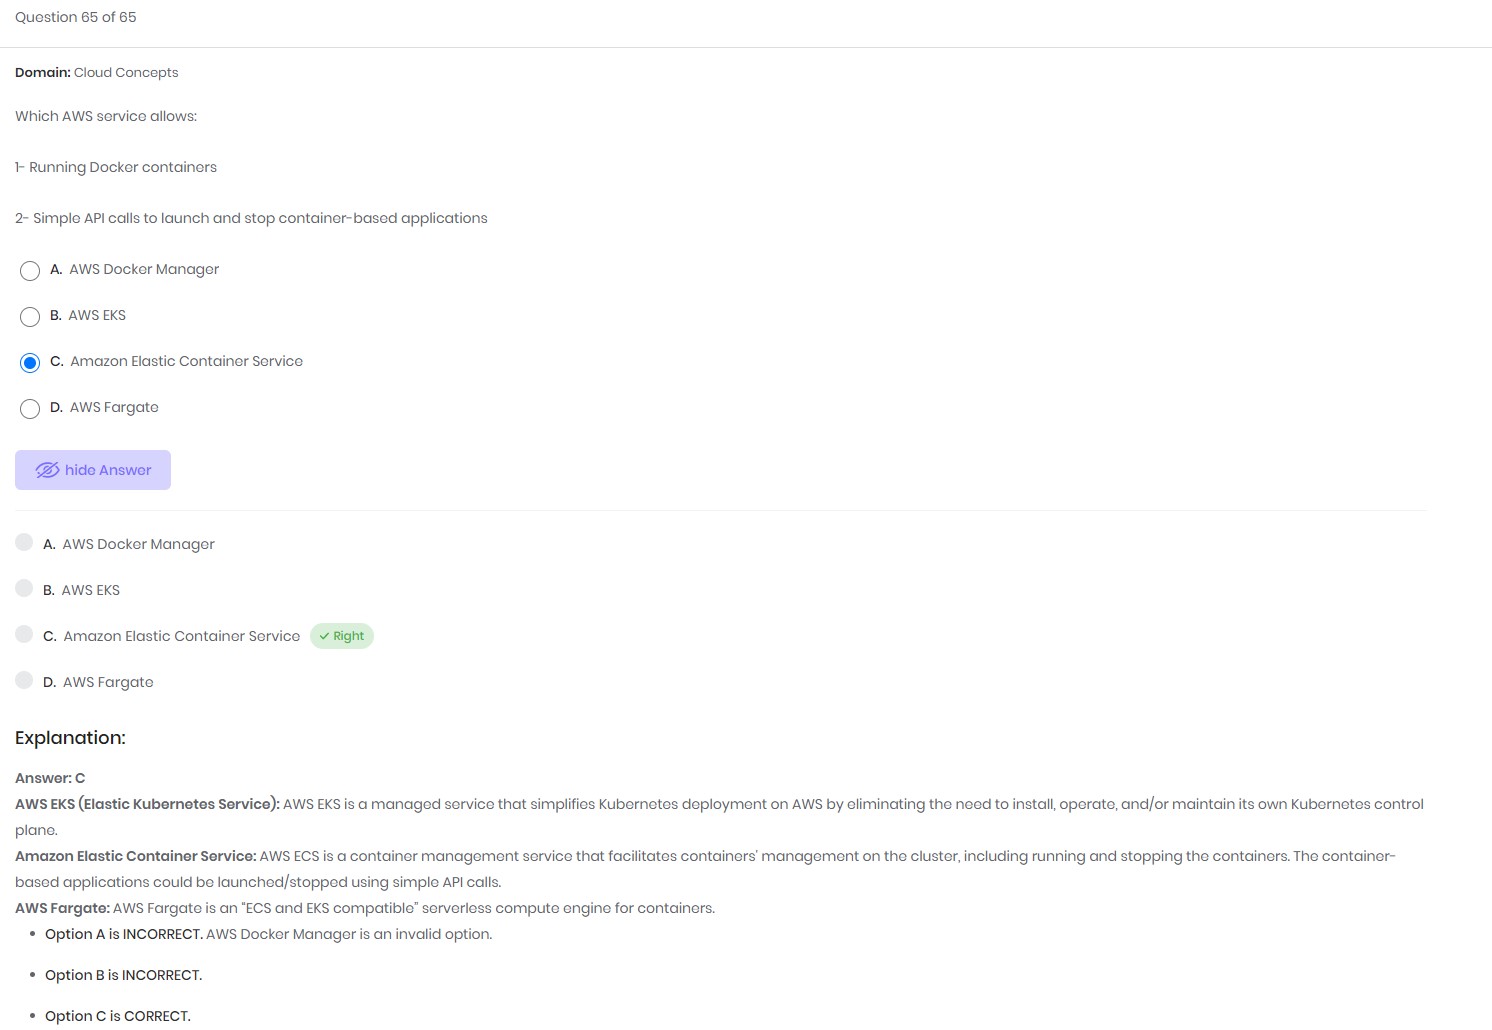 Question 65 of 65
Domain: Cloud Concepts
Which AWS service allows:
1- Running Docker containers
2- Simple API calls to launch and stop container-based applications
A. AWS Docker Manager
B. AWS EKS
C. Amazon Elastic Container Service
D. AWS Fargate
hide Answer
A. AWS Docker Manager
B. AWS EKS
C. Amazon Elastic Container Service Right
D. AWS Fargate
Explanation:
Answer: C
AWS EKS (Elastic Kubernetes Service): AWS EKS is a managed service that simplifies Kubernetes deployment on AWS by eliminating the need to install, operate, and/or maintain its own Kubernetes control
plane.
Amazon Elastic Container Service: AWS ECS is a container management service that facilitates containers' management on the cluster, including running and stopping the containers. The container-
based applications could be launched/stopped using simple API calls.
AWS Fargate: AWS Fargate is an "ECS and EKS compatible" serverless compute engine for containers.
• Option A is INCORRECT. AWS Docker Manager is an invalid option.
• Option B is INCORRECT.
• Option C is CORRECT.